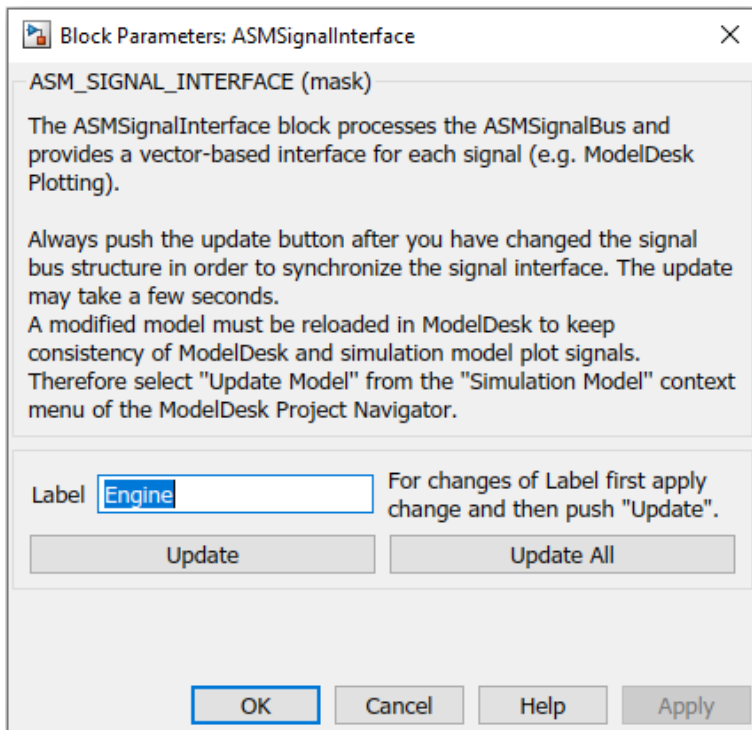 Block Parameters: ASMSignalInterface
ASM_SIGNAL_INTERFACE (mask)
The ASMSignalInterface block processes the ASMSignalBus and
provides a vector-based interface for each signal (e.g. ModelDesk
Plotting).
Always push the update button after you have changed the signal
bus structure in order to synchronize the signal interface. The update
may take a few seconds.
A modified model must be reloaded in ModelDesk to keep
consistency of ModelDesk and simulation model plot signals.
Therefore select "Update Model" from the "Simulation Model" context
menu of the ModelDesk Project Navigator.
Label Engine
For changes of Label first apply
change and then push "Update".
Update Update All
OK Cancel Help Apply